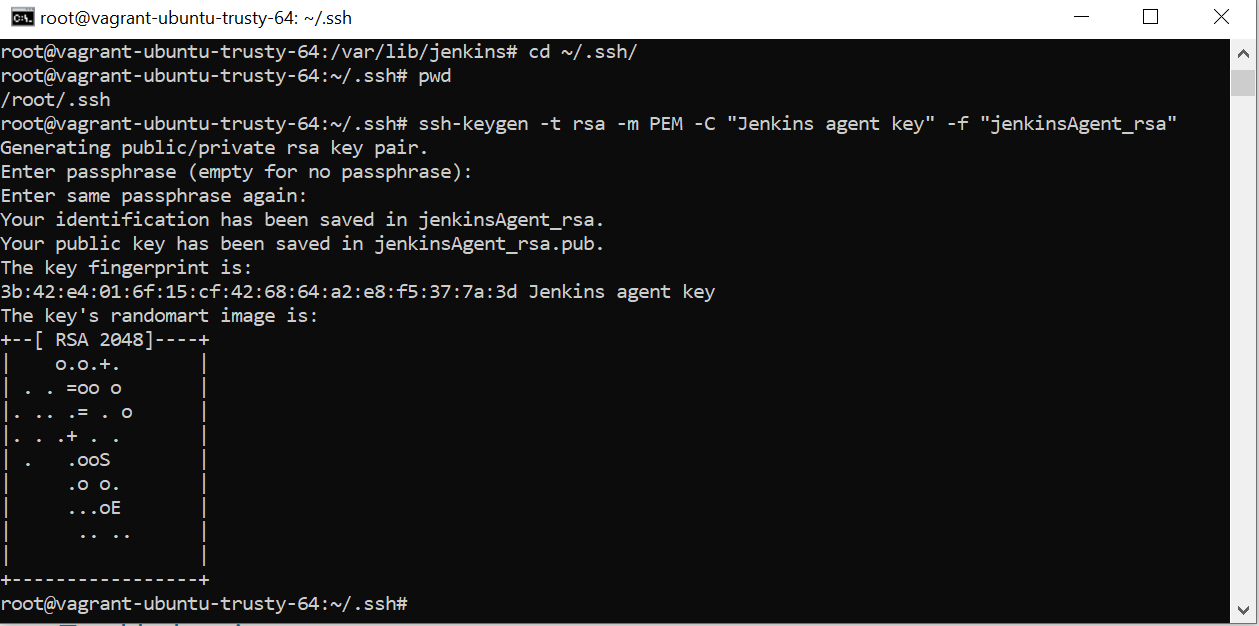 root@vagrant-ubuntu-trusty-64: ~/.ssh
root@vagrant-ubuntu-trusty-64:/var/lib/jenkins# cd ~/.ssh/
root@vagrant-ubuntu-trusty-64:~/.ssh# pwd
/root/.ssh
root@vagrant-ubuntu-trusty-64:~/.ssh# ssh-keygen -t rsa -m PEM -C "Jenkins agent key" -f "jenkinsAgent_rsa"
Generating public/private rsa key pair.
Enter passphrase (empty for no passphrase):
Enter same passphrase again:
Your identification has been saved in jenkinsAgent_rsa.
Your public key has been saved in jenkinsAgent_rsa.pub.
The key fingerprint is:
3b:42:e4:01:6f:15:cf:42:68:64:a2:e8:f5:37:7a:3d Jenkins agent key
The key's randomart image is:
+--[ RSA 2048]----+
|    o.o.+.       |
| . . =oo o       |
|. .. .= . o      |
|. . .+ . .       |
| .   .ooS        |
|     .o o.       |
|     ...oE       |
|      .. ..      |
|                 |
+-----------------+
root@vagrant-ubuntu-trusty-64:~/.ssh#